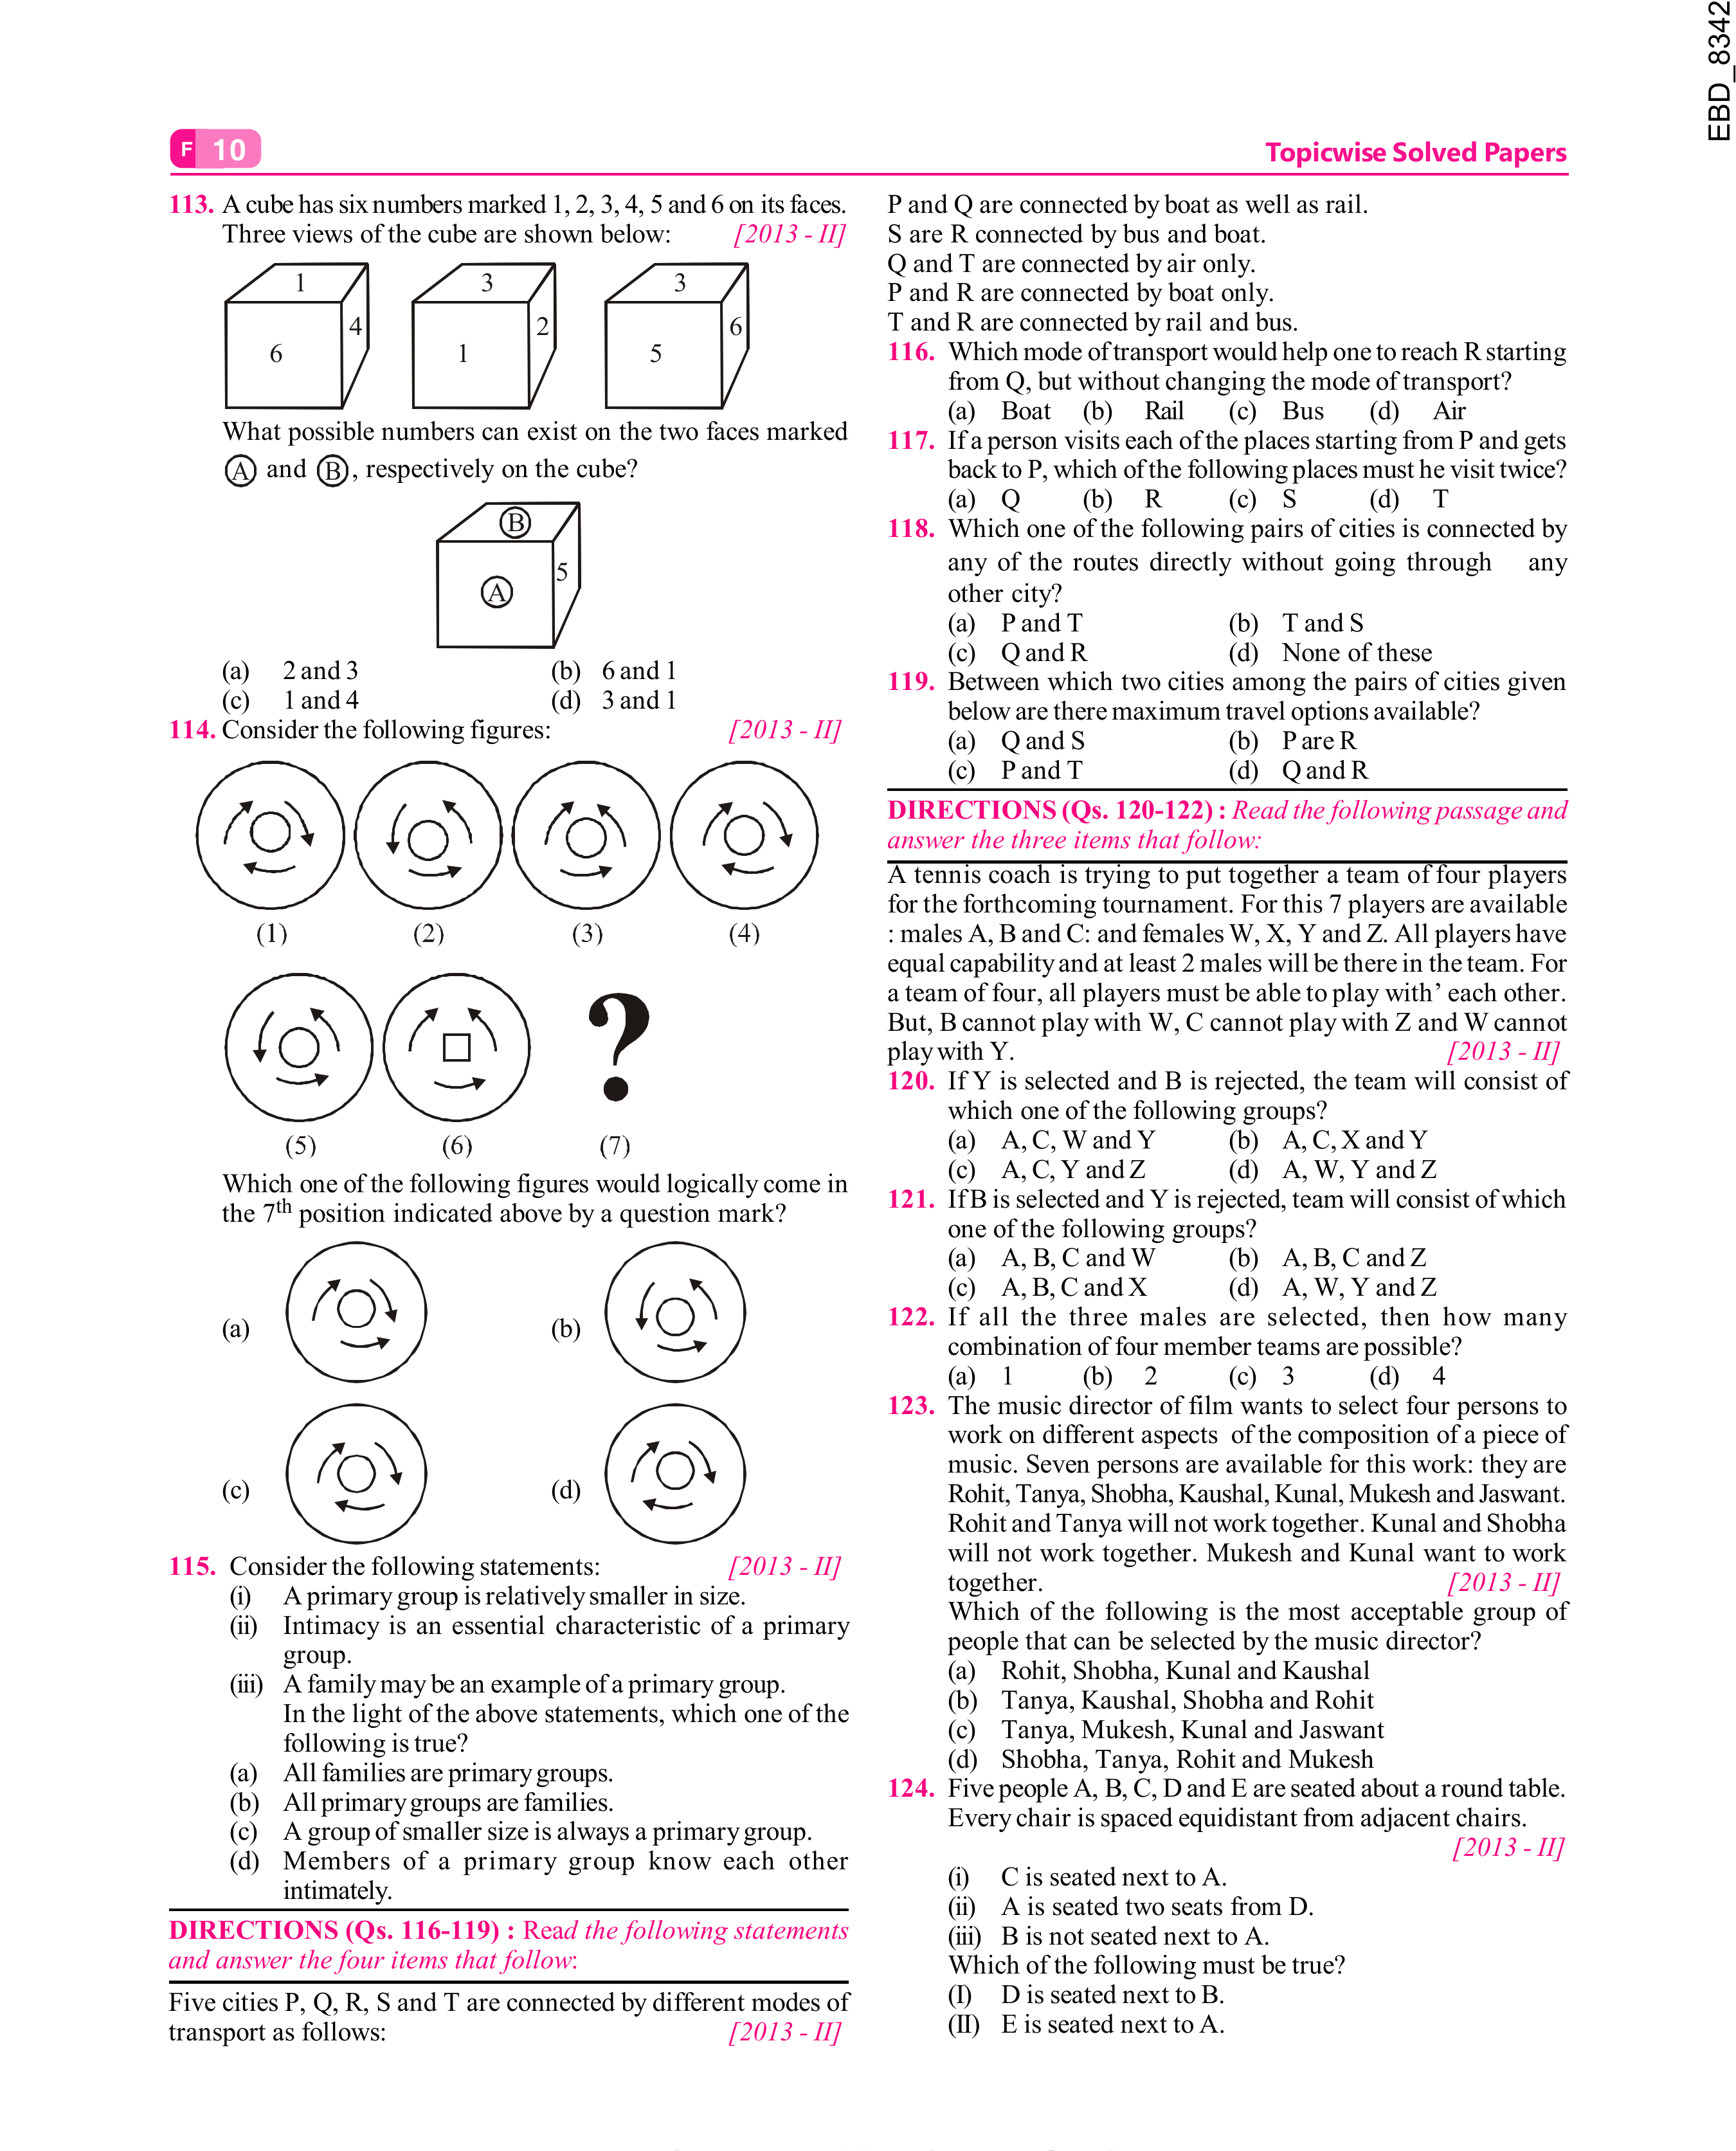 EBD_8342
F 10
Topicwise Solved Papers
113. A cube has six numbers marked 1, 2, 3, 4, 5 and 6 on its faces.
Three views of the cube are shown below: [2013 - II]
1
4
6
3
2
1
3
6
5
What possible numbers can exist on the two faces marked
Ⓐ and Ⓑ, respectively on the cube?
B
5
A
(a) 2 and 3 (b) 6 and 1
(c) 1 and 4 (d) 3 and 1
114. Consider the following figures: [2013 - II]
(1) (2) (3) (4)
?
(5) (6) (7)
Which one of the following figures would logically come in
the 7th position indicated above by a question mark?
(a) (b)
(c) (d)
115. Consider the following statements: [2013 - II]
(i) A primary group is relatively smaller in size.
(ii) Intimacy is an essential characteristic of a primary
group.
(iii) A family may be an example of a primary group.
In the light of the above statements, which one of the
following is true?
(a) All families are primary groups.
(b) All primary groups are families.
(c) A group of smaller size is always a primary group.
(d) Members of a primary group know each other
intimately.
DIRECTIONS (Qs. 116-119) : Read the following statements
and answer the four items that follow:
Five cities P, Q, R, S and T are connected by different modes of
transport as follows: [2013 - II]
P and Q are connected by boat as well as rail.
S are R connected by bus and boat.
Q and T are connected by air only.
P and R are connected by boat only.
T and R are connected by rail and bus.
116. Which mode of transport would help one to reach R starting
from Q, but without changing the mode of transport?
(a) Boat (b) Rail (c) Bus (d) Air
117. If a person visits each of the places starting from P and gets
back to P, which of the following places must he visit twice?
(a) Q (b) R (c) S (d) T
118. Which one of the following pairs of cities is connected by
any of the routes directly without going through any
other city?
(a) P and T (b) T and S
(c) Q and R (d) None of these
119. Between which two cities among the pairs of cities given
below are there maximum travel options available?
(a) Q and S (b) P are R
(c) P and T (d) Q and R
DIRECTIONS (Qs. 120-122) : Read the following passage and
answer the three items that follow:
A tennis coach is trying to put together a team of four players
for the forthcoming tournament. For this 7 players are available
: males A, B and C: and females W, X, Y and Z. All players have
equal capability and at least 2 males will be there in the team. For
a team of four, all players must be able to play with’ each other.
But, B cannot play with W, C cannot play with Z and W cannot
play with Y. [2013 - II]
120. If Y is selected and B is rejected, the team will consist of
which one of the following groups?
(a) A, C, W and Y (b) A, C, X and Y
(c) A, C, Y and Z (d) A, W, Y and Z
121. If B is selected and Y is rejected, team will consist of which
one of the following groups?
(a) A, B, C and W (b) A, B, C and Z
(c) A, B, C and X (d) A, W, Y and Z
122. If all the three males are selected, then how many
combination of four member teams are possible?
(a) 1 (b) 2 (c) 3 (d) 4
123. The music director of film wants to select four persons to
work on different aspects of the composition of a piece of
music. Seven persons are available for this work: they are
Rohit, Tanya, Shobha, Kaushal, Kunal, Mukesh and Jaswant.
Rohit and Tanya will not work together. Kunal and Shobha
will not work together. Mukesh and Kunal want to work
together. [2013 - II]
Which of the following is the most acceptable group of
people that can be selected by the music director?
(a) Rohit, Shobha, Kunal and Kaushal
(b) Tanya, Kaushal, Shobha and Rohit
(c) Tanya, Mukesh, Kunal and Jaswant
(d) Shobha, Tanya, Rohit and Mukesh
124. Five people A, B, C, D and E are seated about a round table.
Every chair is spaced equidistant from adjacent chairs.
[2013 - II]
(i) C is seated next to A.
(ii) A is seated two seats from D.
(iii) B is not seated next to A.
Which of the following must be true?
(I) D is seated next to B.
(II) E is seated next to A.